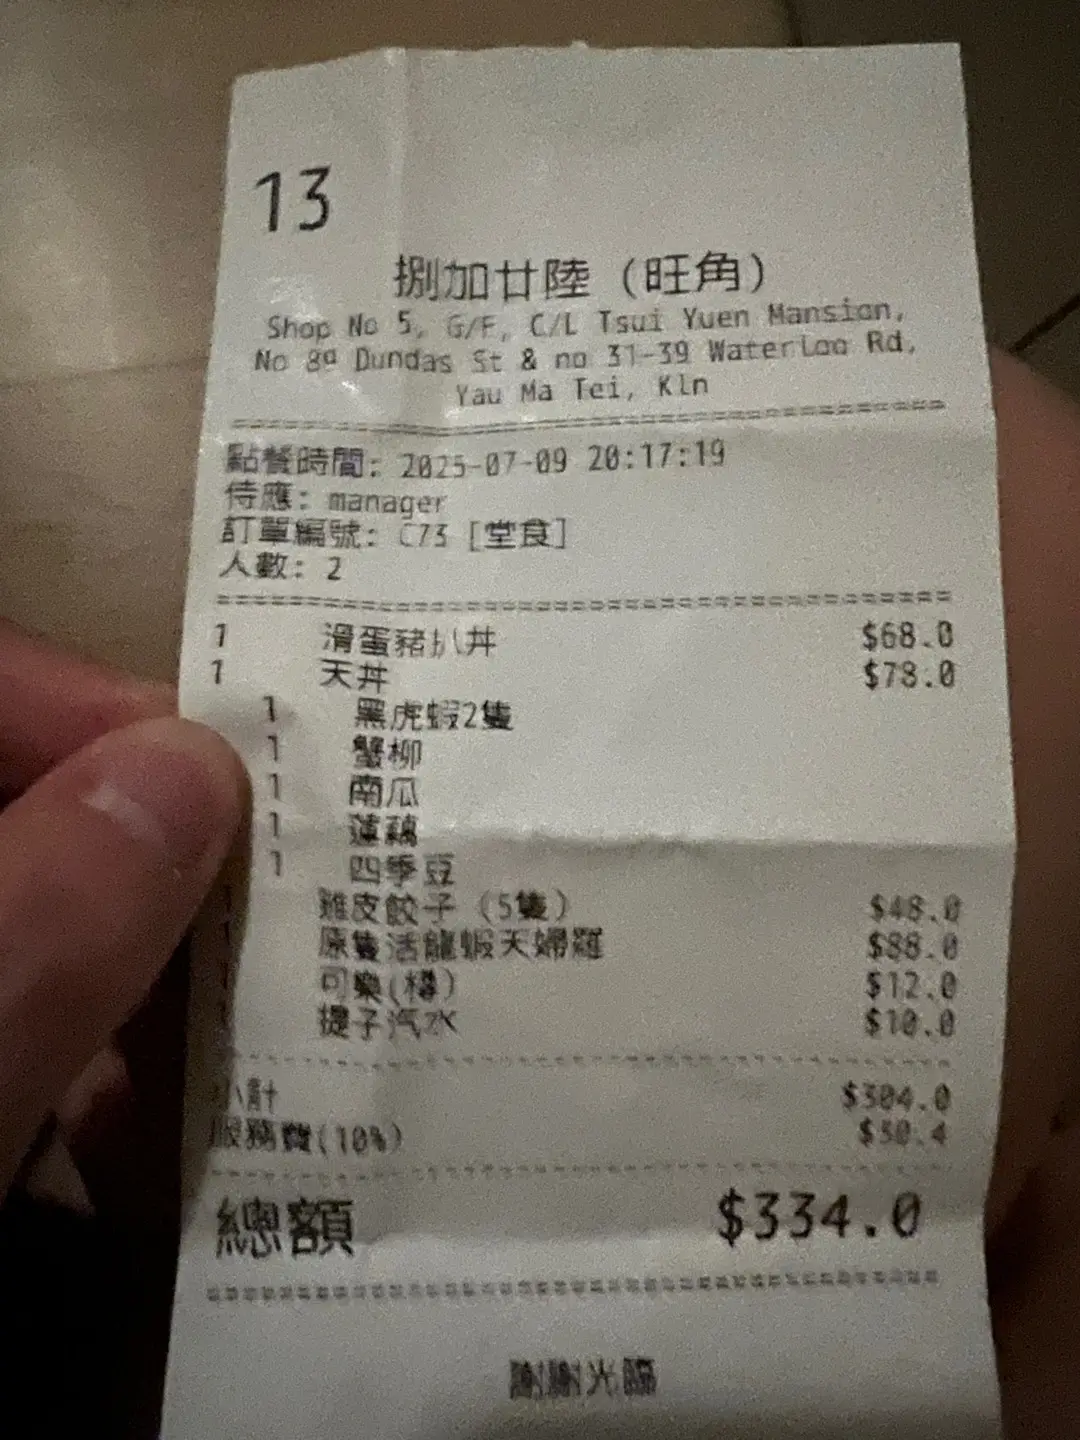 13
捌加廿陸 (旺角)
Shop No 5, G/F, C/L Tsui Yuen Mansion,
No 8a Dundas St & no 31-39 Waterloo Rd,
Yau Ma Tei, Kln
點餐時間: 2025-07-09 20:17:19
侍應: manager
訂單編號: C73 [堂食]
人數: 2
1 滑蛋豬扒丼 $68.0
1 天丼 $78.0
1 黑虎蝦2隻
1 蟹柳
1 南瓜
1 蓮藕
1 四季豆
雞皮餃子 (5隻) $48.0
原隻活龍蝦天婦羅 $88.0
可樂(樽) $12.0
提子汽水 $10.0
小計 $304.0
服務費(10%) $30.4
總額 $334.0
謝謝光臨